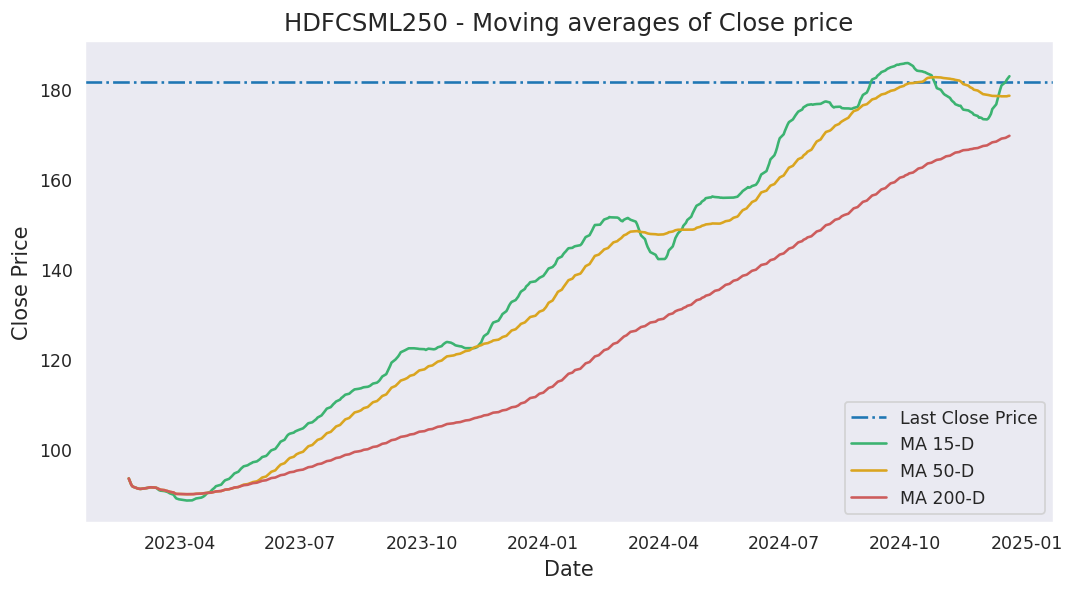 HDFCSML250 - Moving averages of Close price
Close Price
180
160
140
120
100
Last Close Price
MA 15-D
MA 50-D
MA 200-D
2023-04 2023-07 2023-10 2024-01 2024-04 2024-07 2024-10 2025-01
Date